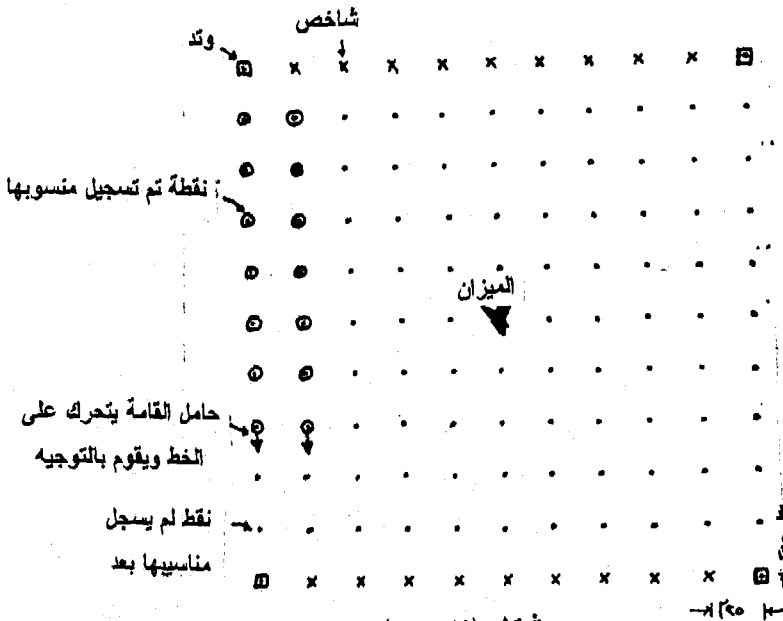 شاخص
وتد
نقطة تم تسجيل منسوبها
الميزان
حامل القامة يتحرك على
الخط ويقوم بالتوجيه
نقط لم يسجل
مناسيبها بعد